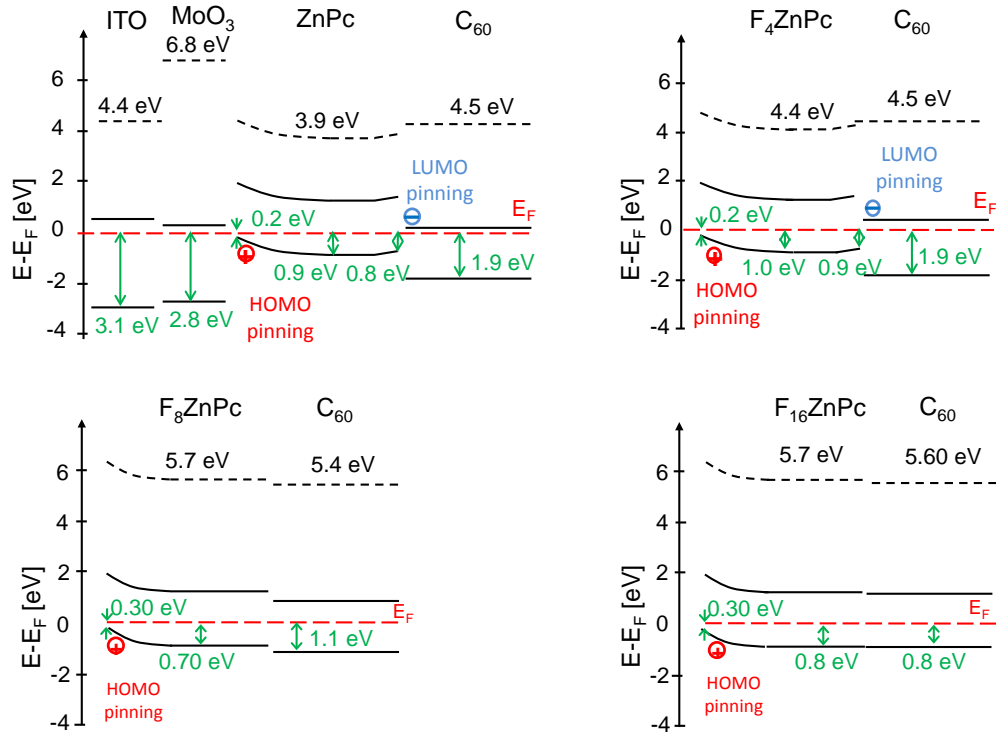 ITO MoO3 ZnPc C60
6.8 eV
4.4 eV 3.9 eV 4.5 eV
E-EF [eV]
6
4
2
0
-2
-4
LUMO
pinning
EF
0.2 eV
0.9 eV 0.8 eV 1.9 eV
HOMO
pinning
3.1 eV 2.8 eV
F4ZnPc C60
4.4 eV 4.5 eV
E-EF [eV]
6
4
2
0
-2
-4
LUMO
pinning
EF
0.2 eV
1.0 eV 0.9 eV 1.9 eV
HOMO
pinning
F8ZnPc C60
5.7 eV 5.4 eV
E-EF [eV]
6
4
2
0
-2
-4
0.30 eV EF
0.70 eV 1.1 eV
HOMO
pinning
F16ZnPc C60
5.7 eV 5.60 eV
E-EF [eV]
6
4
2
0
-2
-4
0.30 eV EF
0.8 eV 0.8 eV
HOMO
pinning